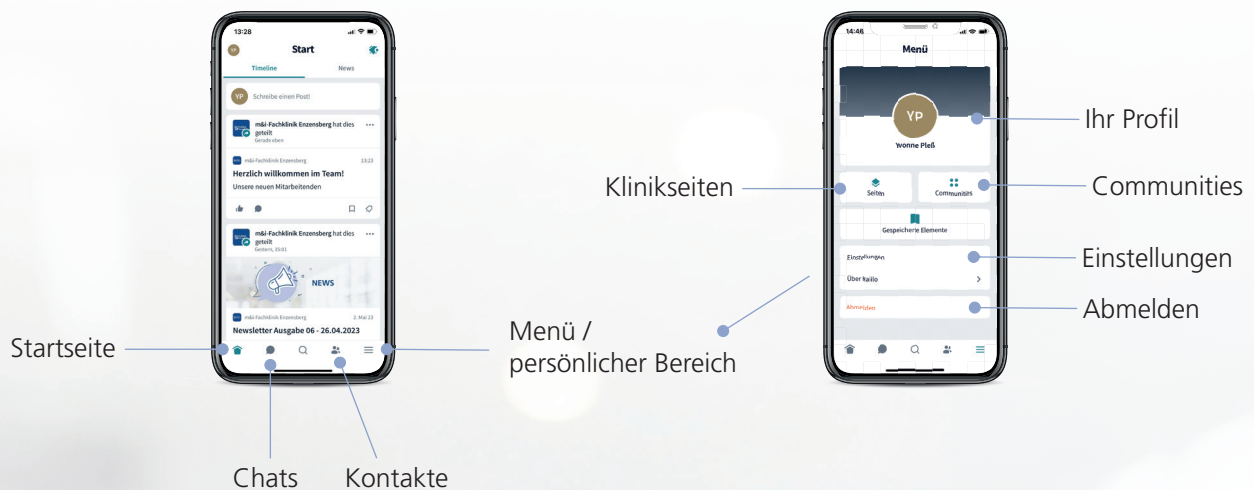 13:28
YP
Start
Timeline
News
YP
Schreibe einen Post!
m&i-Fachklinik Enzensberg hat dies
geteilt
Gerade eben
m&i-Fachklinik Enzensberg
13:23
Herzlich willkommen im Team!
Unsere neuen Mitarbeitenden
m&i-Fachklinik Enzensberg hat dies
geteilt
Gestern, 15:01
NEWS
m&i-Fachklinik Enzensberg
2. Mai 23
Newsletter Ausgabe 06 - 26.04.2023
Startseite
Chats
Kontakte
Menü /
persönlicher Bereich
14:46
Menü
YP
Yvonne Pleß
Seiten
Communities
Gespeicherte Elemente
Einstellungen
Über
Abmelden
Klinikseiten
Ihr Profil
Communities
Einstellungen
Abmelden